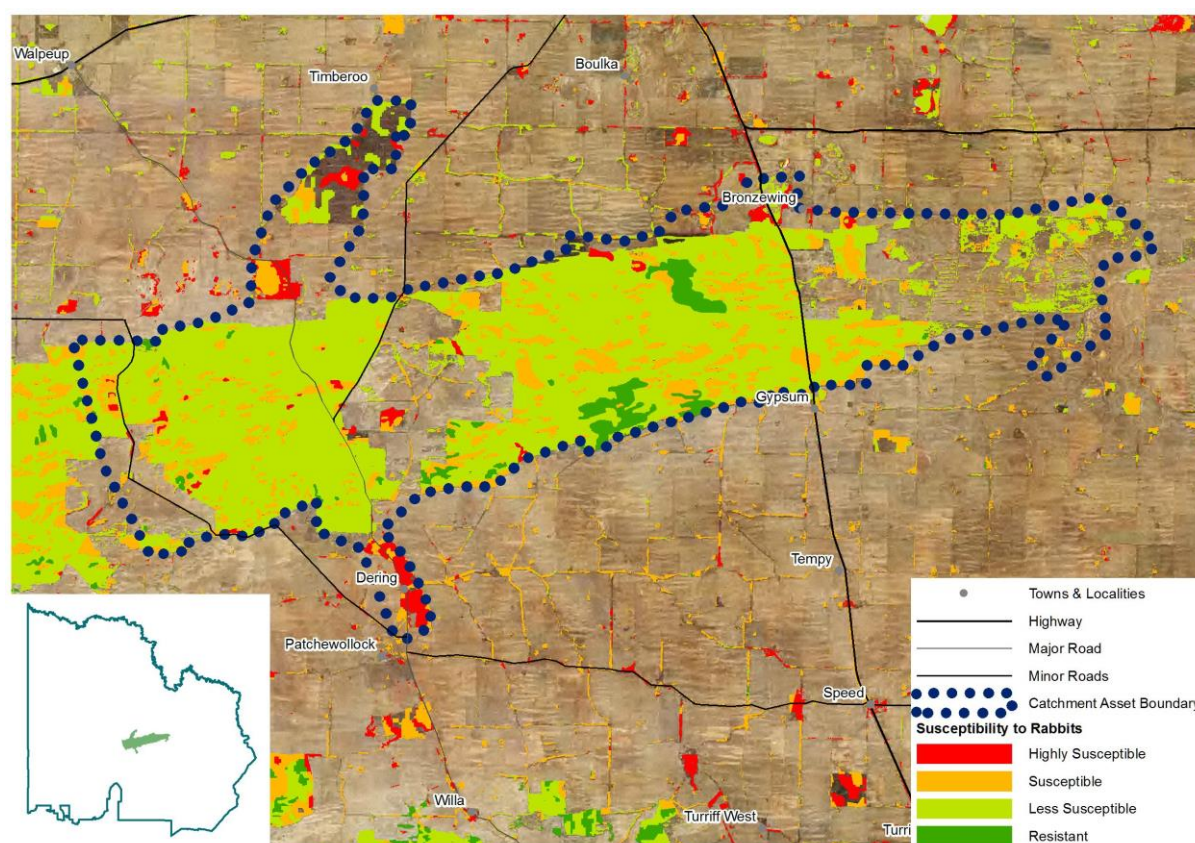 Walpeup
Timberoo
Boulka
Bronzewing
Gypsum
Tempy
Dering
Patchewollock
Speed
Willa
Turriff West
Turri
Towns & Localities
Highway
Major Road
Minor Roads
Catchment Asset Boundary
Susceptibility to Rabbits
Highly Susceptible
Susceptible
Less Susceptible
Resistant